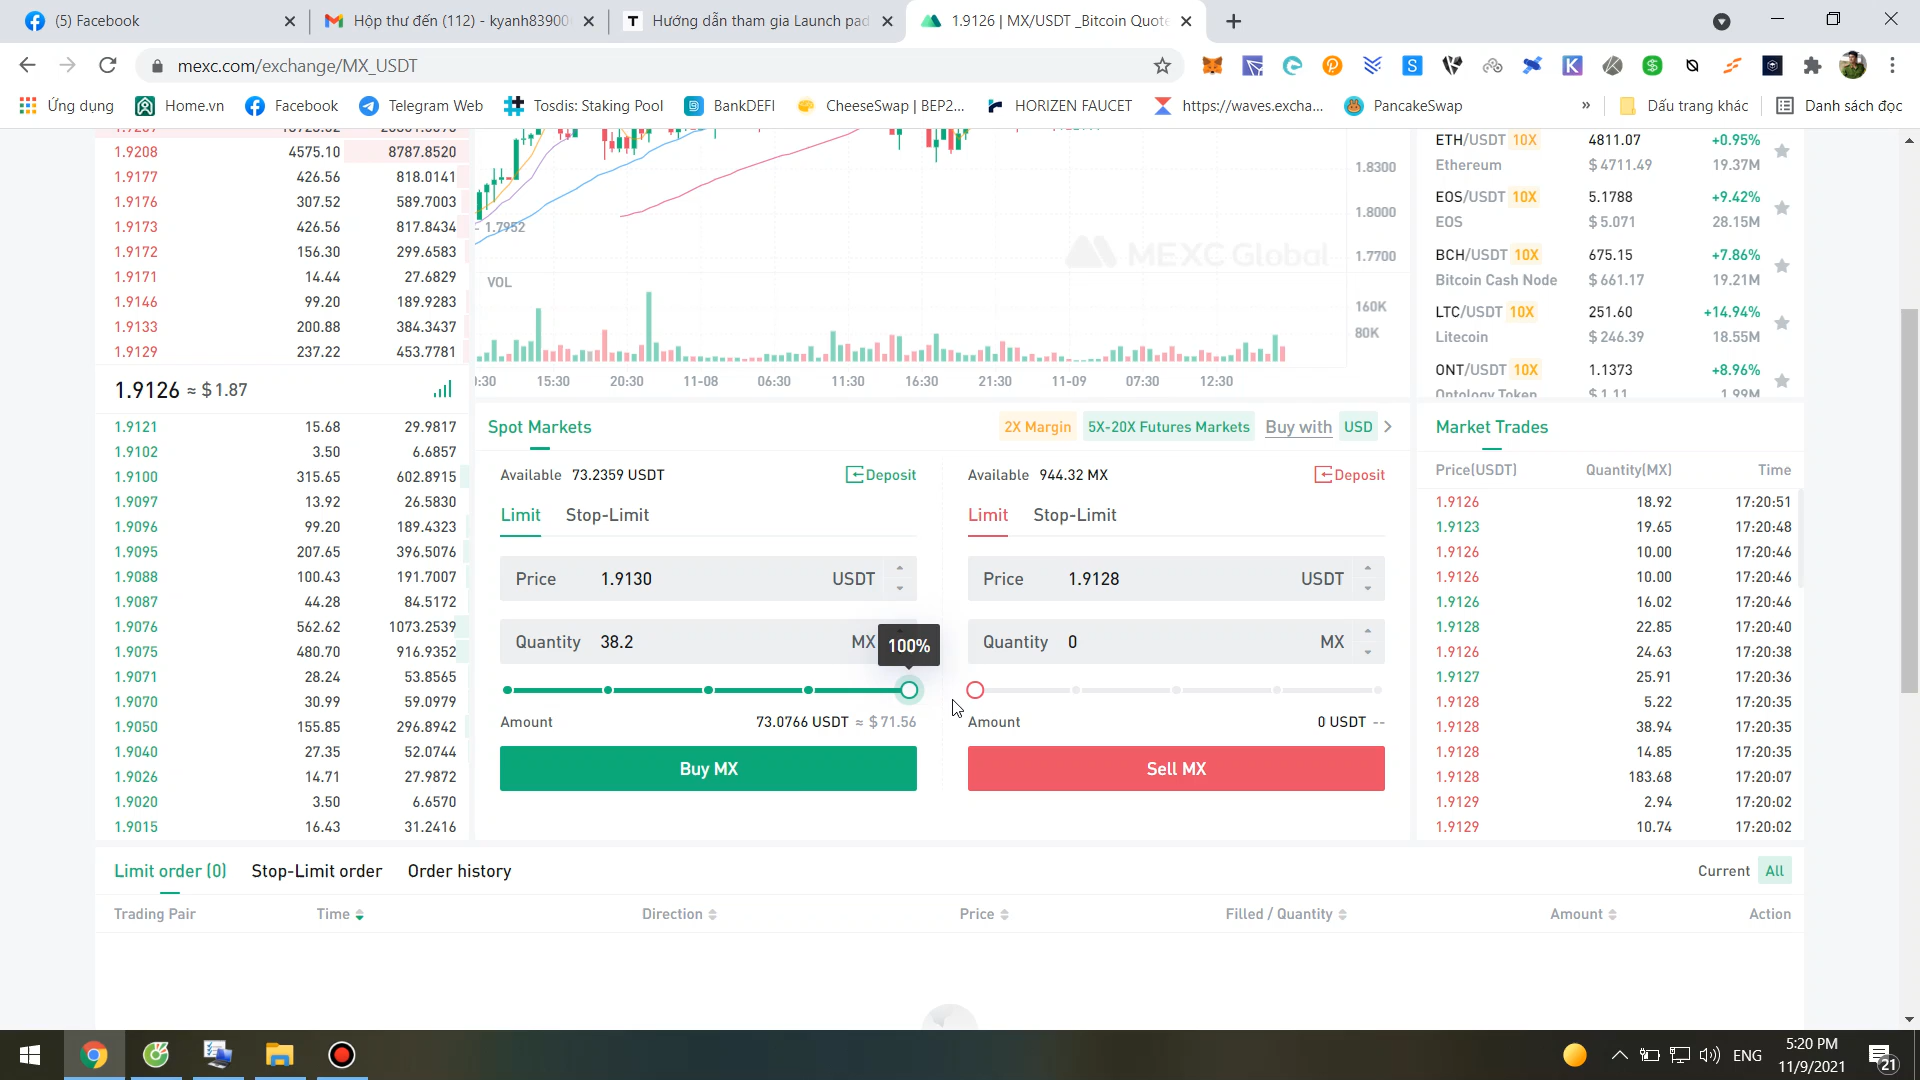 (5) Facebook
Hộp thư đến (112) - kyanh83900
Hướng dẫn tham gia Launch pad
1.9126 | MX/USDT _Bitcoin Quote
mexc.com/exchange/MX_USDT
Ứng dụng
Home.vn
Facebook
Telegram Web
Tosdis: Staking Pool
BankDEFI
CheeseSwap | BEP2...
HORIZEN FAUCET
https://waves.excha...
PancakeSwap
»
Dấu trang khác
Danh sách đọc
1.9208 4575.10 8787.8520
1.9177 426.56 818.0141
1.9176 307.52 589.7003
1.9173 426.56 817.8434
1.9172 156.30 299.6583
1.9171 14.44 27.6829
1.9146 99.20 189.9283
1.9133 200.88 384.3437
1.9129 237.22 453.7781
1.9126 ≈ $ 1.87
1.9121 15.68 29.9817
1.9102 3.50 6.6857
1.9100 315.65 602.8915
1.9097 13.92 26.5830
1.9096 99.20 189.4323
1.9095 207.65 396.5076
1.9088 100.43 191.7007
1.9087 44.28 84.5172
1.9076 562.62 1073.2539
1.9075 480.70 916.9352
1.9071 28.24 53.8565
1.9070 30.99 59.0979
1.9050 155.85 296.8942
1.9040 27.35 52.0744
1.9026 14.71 27.9872
1.9020 3.50 6.6570
1.9015 16.43 31.2416
1.7952
MEXC Global
VOL
1.8300
1.8000
1.7700
160K
80K
:30 15:30 20:30 11-08 06:30 11:30 16:30 21:30 11-09 07:30 12:30
Spot Markets
2X Margin
5X-20X Futures Markets
Buy with USD
Available 73.2359 USDT
Deposit
Limit
Stop-Limit
Price 1.9130 USDT
Quantity 38.2 MX
100%
Amount 73.0766 USDT ≈ $ 71.56
Buy MX
Available 944.32 MX
Deposit
Limit
Stop-Limit
Price 1.9128 USDT
Quantity 0 MX
Amount 0 USDT --
Sell MX
ETH/USDT 10X 4811.07 +0.95%
Ethereum $ 4711.49 19.37M
EOS/USDT 10X 5.1788 +9.42%
EOS $ 5.071 28.15M
BCH/USDT 10X 675.15 +7.86%
Bitcoin Cash Node $ 661.17 19.21M
LTC/USDT 10X 251.60 +14.94%
Litecoin $ 246.39 18.55M
ONT/USDT 10X 1.1373 +8.96%
Ontology Token $ 1.11 1.99M
Market Trades
Price(USDT) Quantity(MX) Time
1.9126 18.92 17:20:51
1.9123 19.65 17:20:48
1.9126 10.00 17:20:46
1.9126 10.00 17:20:46
1.9126 16.02 17:20:46
1.9128 22.85 17:20:40
1.9126 24.63 17:20:38
1.9127 25.91 17:20:36
1.9128 5.22 17:20:35
1.9128 38.94 17:20:35
1.9128 14.85 17:20:35
1.9128 183.68 17:20:07
1.9129 2.94 17:20:02
1.9129 10.74 17:20:02
Limit order (0)
Stop-Limit order
Order history
Current All
Trading Pair Time Direction Price Filled / Quantity Amount Action
ENG
5:20 PM
11/9/2021
21